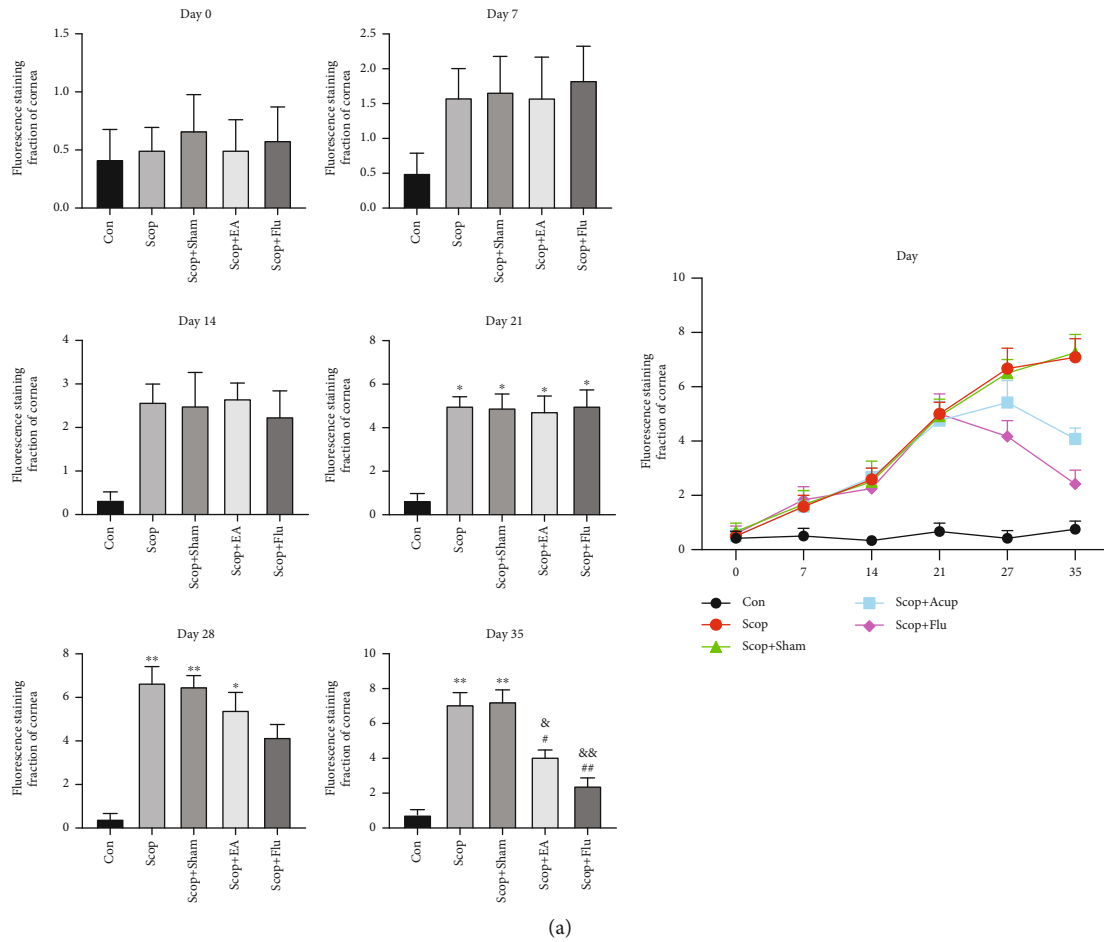 Day 0
Fluorescence staining
fraction of cornea
1.5
1.0
0.5
0.0
Con
Scop
Scop+Sham
Scop+EA
Scop+Flu
Day 7
Fluorescence staining
fraction of cornea
2.5
2.0
1.5
1.0
0.5
0.0
Con
Scop
Scop+Sham
Scop+EA
Scop+Flu
Day 14
Fluorescence staining
fraction of cornea
4
3
2
1
0
Con
Scop
Scop+Sham
Scop+EA
Scop+Flu
Day 21
Fluorescence staining
fraction of cornea
8
6
4
2
0
* * * *
Con
Scop
Scop+Sham
Scop+EA
Scop+Flu
Day 28
Fluorescence staining
fraction of cornea
8
6
4
2
0
** ** *
Con
Scop
Scop+Sham
Scop+EA
Scop+Flu
Day 35
Fluorescence staining
fraction of cornea
10
8
6
4
2
0
** **
&
#
&&
##
Con
Scop
Scop+Sham
Scop+EA
Scop+Flu
Day
Fluorescence staining
fraction of cornea
10
8
6
4
2
0
0 7 14 21 27 35
Con
Scop
Scop+Sham
Scop+Acup
Scop+Flu
(a)